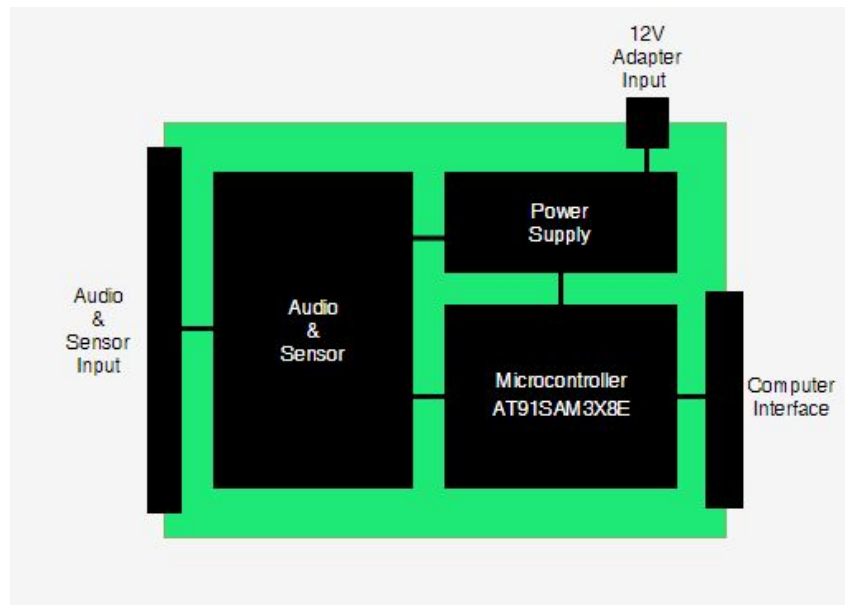 12V
Adapter
Input
Power
Supply
Audio
&
Sensor
Input
Audio
&
Sensor
Microcontroller
AT91SAM3X8E
Computer
Interface